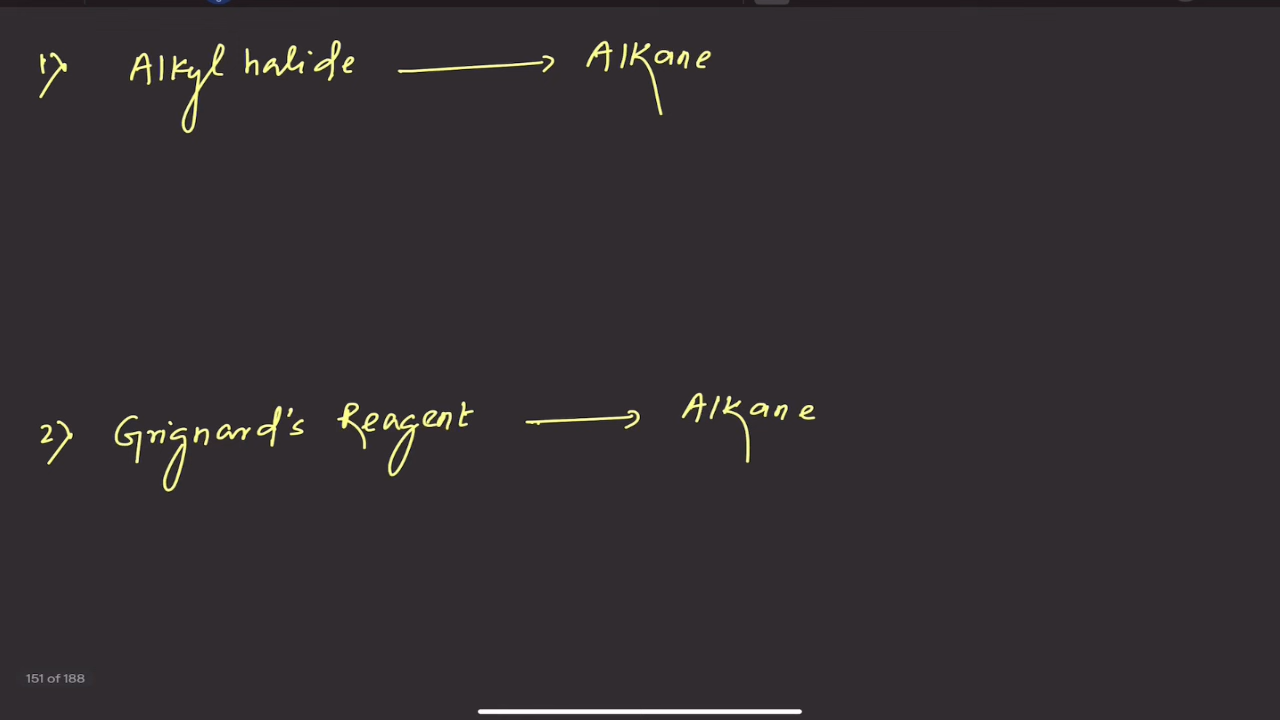 1) Alkyl halide ⟶ Alkane
2) Grignard's Reagent ⟶ Alkane
151 of 188